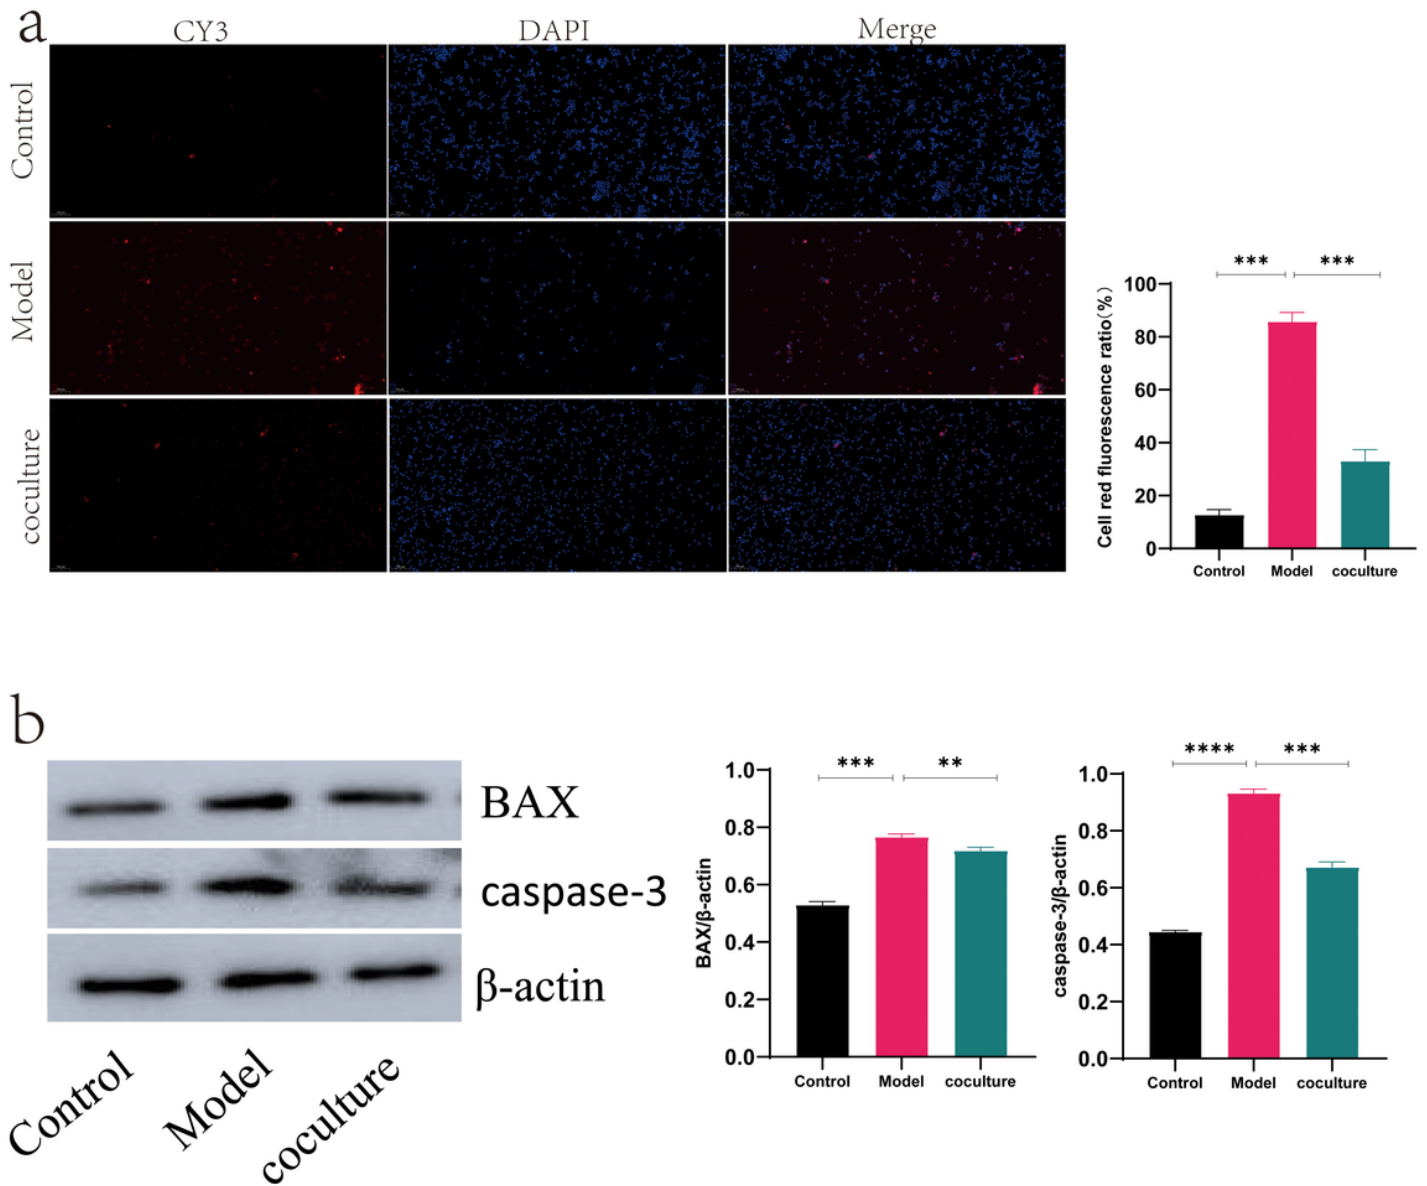 a
CY3 DAPI Merge
Control
Model
coculture
*** ***
Cell red fluorescence ratio(%)
100
80
60
40
20
0
Control Model coculture
b
BAX
caspase-3
β-actin
Control Model coculture
*** **
BAX/β-actin
1.0
0.8
0.6
0.4
0.2
0.0
Control Model coculture
**** ***
caspase-3/β-actin
1.0
0.8
0.6
0.4
0.2
0.0
Control Model coculture